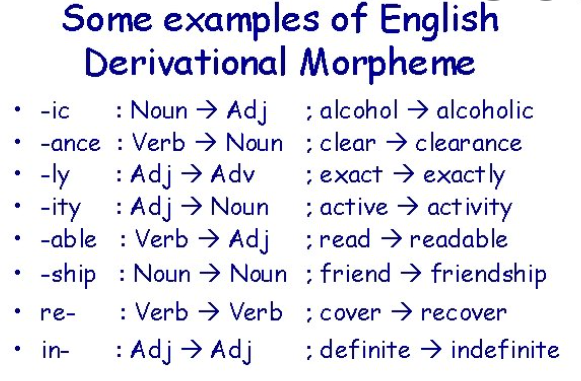 Some examples of English
Derivational Morpheme
• -ic : Noun → Adj ; alcohol → alcoholic
• -ance : Verb → Noun ; clear → clearance
• -ly : Adj → Adv ; exact → exactly
• -ity : Adj → Noun ; active → activity
• -able : Verb → Adj ; read → readable
• -ship : Noun → Noun ; friend → friendship
• re- : Verb → Verb ; cover → recover
• in- : Adj → Adj ; definite → indefinite